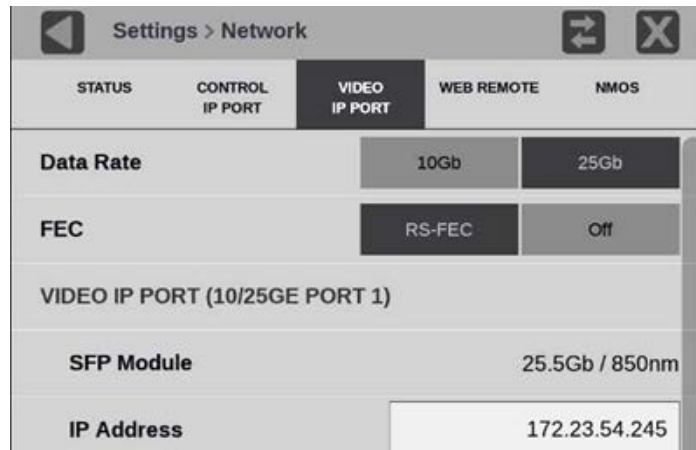 Settings > Network
STATUS
CONTROL
IP PORT
VIDEO
IP PORT
WEB REMOTE
NMOS
Data Rate
10Gb
25Gb
FEC
RS-FEC
Off
VIDEO IP PORT (10/25GE PORT 1)
SFP Module
25.5Gb / 850nm
IP Address
172.23.54.245